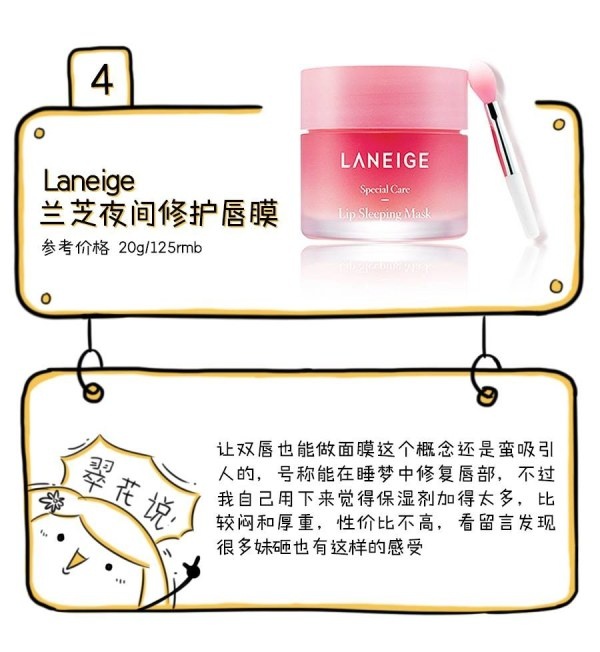 4
LANEIGE
Special Care
Lip Sleeping Mask
Laneige
兰芝夜间修护唇膜
参考价格 20g/125rmb
翠花说
让双唇也能做面膜这个概念还是蛮吸引
人的，号称能在睡梦中修复唇部，不过
我自己用下来觉得保湿剂加得太多，比
较闷和厚重，性价比不高，看留言发现
很多妹砸也有这样的感受